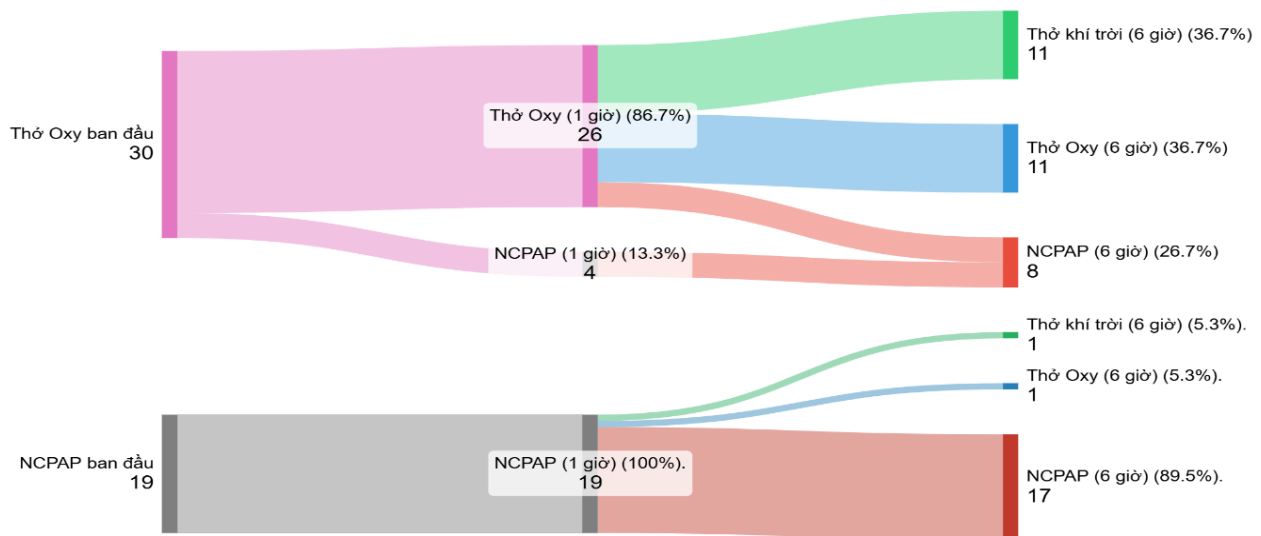 Thở khí trời (6 giờ) (36.7%)
11
Thở Oxy (1 giờ) (86.7%)
26
Thở Oxy ban đầu
30
Thở Oxy (6 giờ) (36.7%)
11
NCPAP (1 giờ) (13.3%)
4
NCPAP (6 giờ) (26.7%)
8
Thở khí trời (6 giờ) (5.3%).
1
Thở Oxy (6 giờ) (5.3%).
1
NCPAP ban đầu
19
NCPAP (1 giờ) (100%).
19
NCPAP (6 giờ) (89.5%).
17